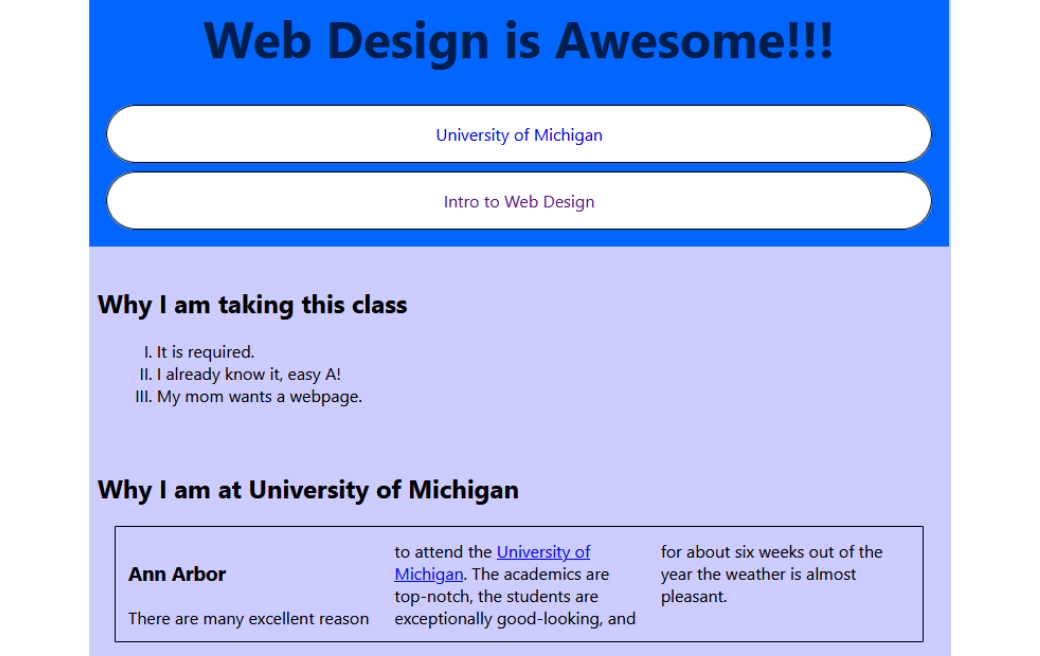 Web Design is Awesome!!!
University of Michigan
Intro to Web Design
Why I am taking this class
I. It is required.
II. I already know it, easy A!
III. My mom wants a webpage.
Why I am at University of Michigan
Ann Arbor
There are many excellent reason
to attend the University of
Michigan. The academics are
top-notch, the students are
exceptionally good-looking, and
for about six weeks out of the
year the weather is almost
pleasant.